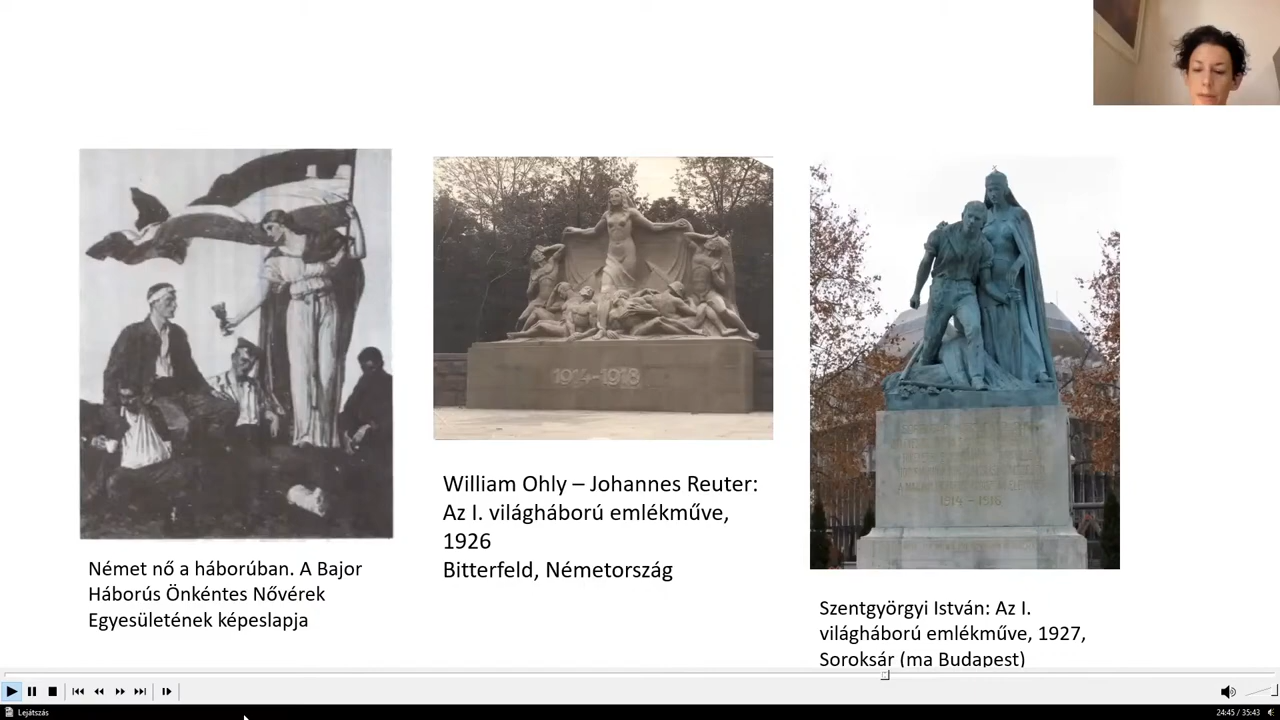 1914-1918
1914 – 1918
Német nő a háborúban. A Bajor
Háborús Önkéntes Nővérek
Egyesületének képeslapja
William Ohly – Johannes Reuter:
Az I. világháború emlékműve,
1926
Bitterfeld, Németország
Szentgyörgyi István: Az I.
világháború emlékműve, 1927,
Soroksár (ma Budapest)
Lejátszás
24:45 / 35:43